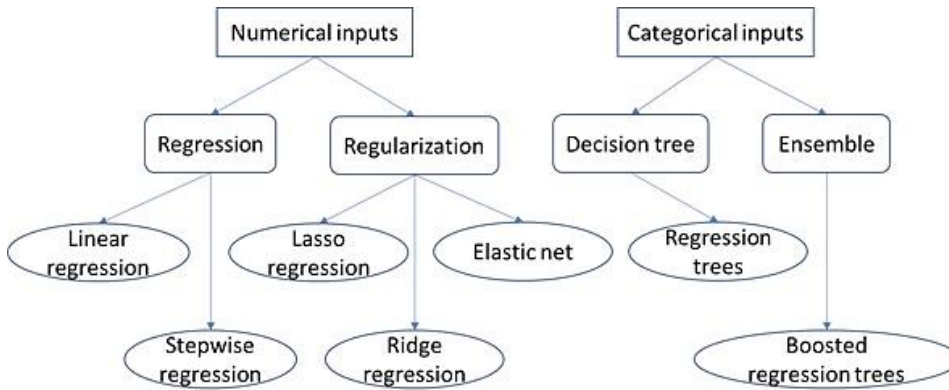 Numerical inputs
Categorical inputs
Regression
Regularization
Decision tree
Ensemble
Linear
regression
Lasso
regression
Elastic net
Regression
trees
Stepwise
regression
Ridge
regression
Boosted
regression trees